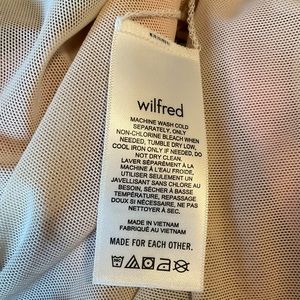 wilfred
MACHINE WASH COLD
SEPARATELY, ONLY
NON-CHLORINE BLEACH WHEN
NEEDED, TUMBLE DRY LOW,
COOL IRON ONLY IF NEEDED, DO
NOT DRY CLEAN.
LAVER SÉPARÉMENT À LA
MACHINE À L'EAU FROIDE,
UTILISER SEULEMENT UN
JAVELLISANT SANS CHLORE AU
BESOIN, SÉCHER À BASSE
TEMPÉRATURE, REPASSAGE
DOUX SI NÉCESSAIRE, NE PAS
NETTOYER À SEC.
MADE IN VIETNAM
FABRIQUÉ AU VIETNAM
MADE FOR EACH OTHER.